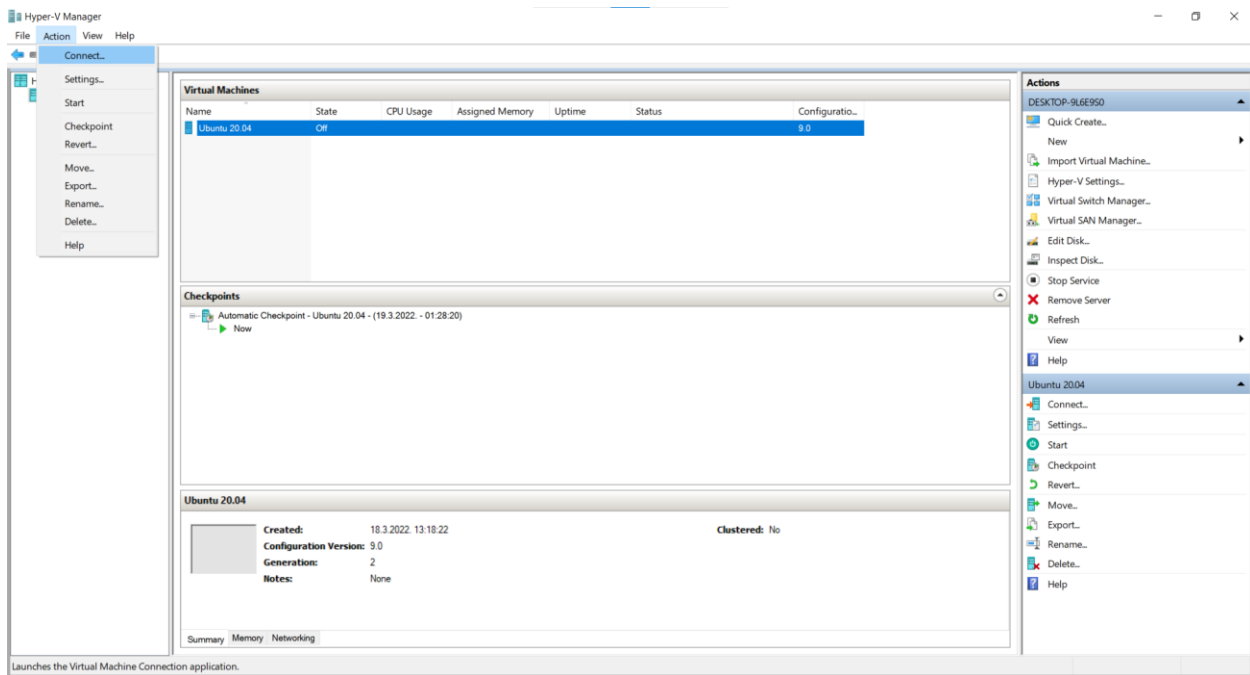 Hyper-V Manager
File Action View Help
Connect...
Settings...
Start
Checkpoint
Revert...
Move...
Export...
Rename...
Delete...
Help
H
Virtual Machines
Name State CPU Usage Assigned Memory Uptime Status Configuratio...
Ubuntu 20.04 Off 9.0
Checkpoints
Automatic Checkpoint - Ubuntu 20.04 - (19.3.2022. - 01:28:20)
Now
Ubuntu 20.04
Created: 18.3.2022. 13:18:22 Clustered: No
Configuration Version: 9.0
Generation: 2
Notes: None
Summary Memory Networking
Actions
DESKTOP-9L6E9S0
Quick Create...
New
Import Virtual Machine...
Hyper-V Settings...
Virtual Switch Manager...
Virtual SAN Manager...
Edit Disk...
Inspect Disk...
Stop Service
Remove Server
Refresh
View
Help
Ubuntu 20.04
Connect...
Settings...
Start
Checkpoint
Revert...
Move...
Export...
Rename...
Delete...
Help
Launches the Virtual Machine Connection application.